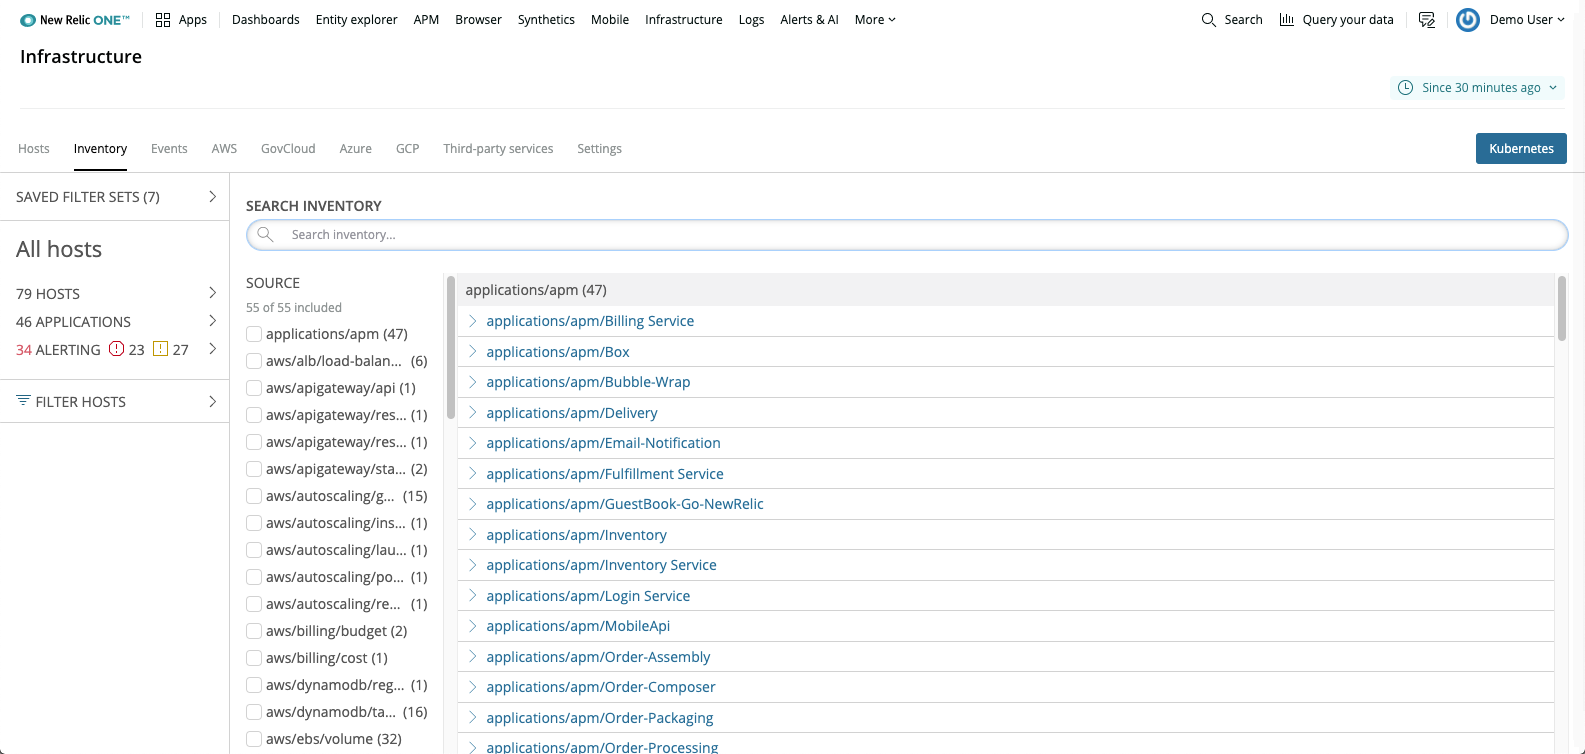 New Relic ONE™
Apps
Dashboards
Entity explorer
APM
Browser
Synthetics
Mobile
Infrastructure
Logs
Alerts & AI
More
Search
Query your data
Demo User
Infrastructure
Since 30 minutes ago
Hosts
Inventory
Events
AWS
GovCloud
Azure
GCP
Third-party services
Settings
Kubernetes
SAVED FILTER SETS (7)
All hosts
79 HOSTS
46 APPLICATIONS
34 ALERTING 23 27
FILTER HOSTS
SEARCH INVENTORY
Search inventory...
SOURCE
55 of 55 included
applications/apm (47)
aws/alb/load-balan... (6)
aws/apigateway/api (1)
aws/apigateway/res... (1)
aws/apigateway/res... (1)
aws/apigateway/sta... (2)
aws/autoscaling/g... (15)
aws/autoscaling/ins... (1)
aws/autoscaling/lau... (1)
aws/autoscaling/po... (1)
aws/autoscaling/re... (1)
aws/billing/budget (2)
aws/billing/cost (1)
aws/dynamodb/reg... (1)
aws/dynamodb/ta... (16)
aws/ebs/volume (32)
applications/apm (47)
applications/apm/Billing Service
applications/apm/Box
applications/apm/Bubble-Wrap
applications/apm/Delivery
applications/apm/Email-Notification
applications/apm/Fulfillment Service
applications/apm/GuestBook-Go-NewRelic
applications/apm/Inventory
applications/apm/Inventory Service
applications/apm/Login Service
applications/apm/MobileApi
applications/apm/Order-Assembly
applications/apm/Order-Composer
applications/apm/Order-Packaging
applications/apm/Order-Processing